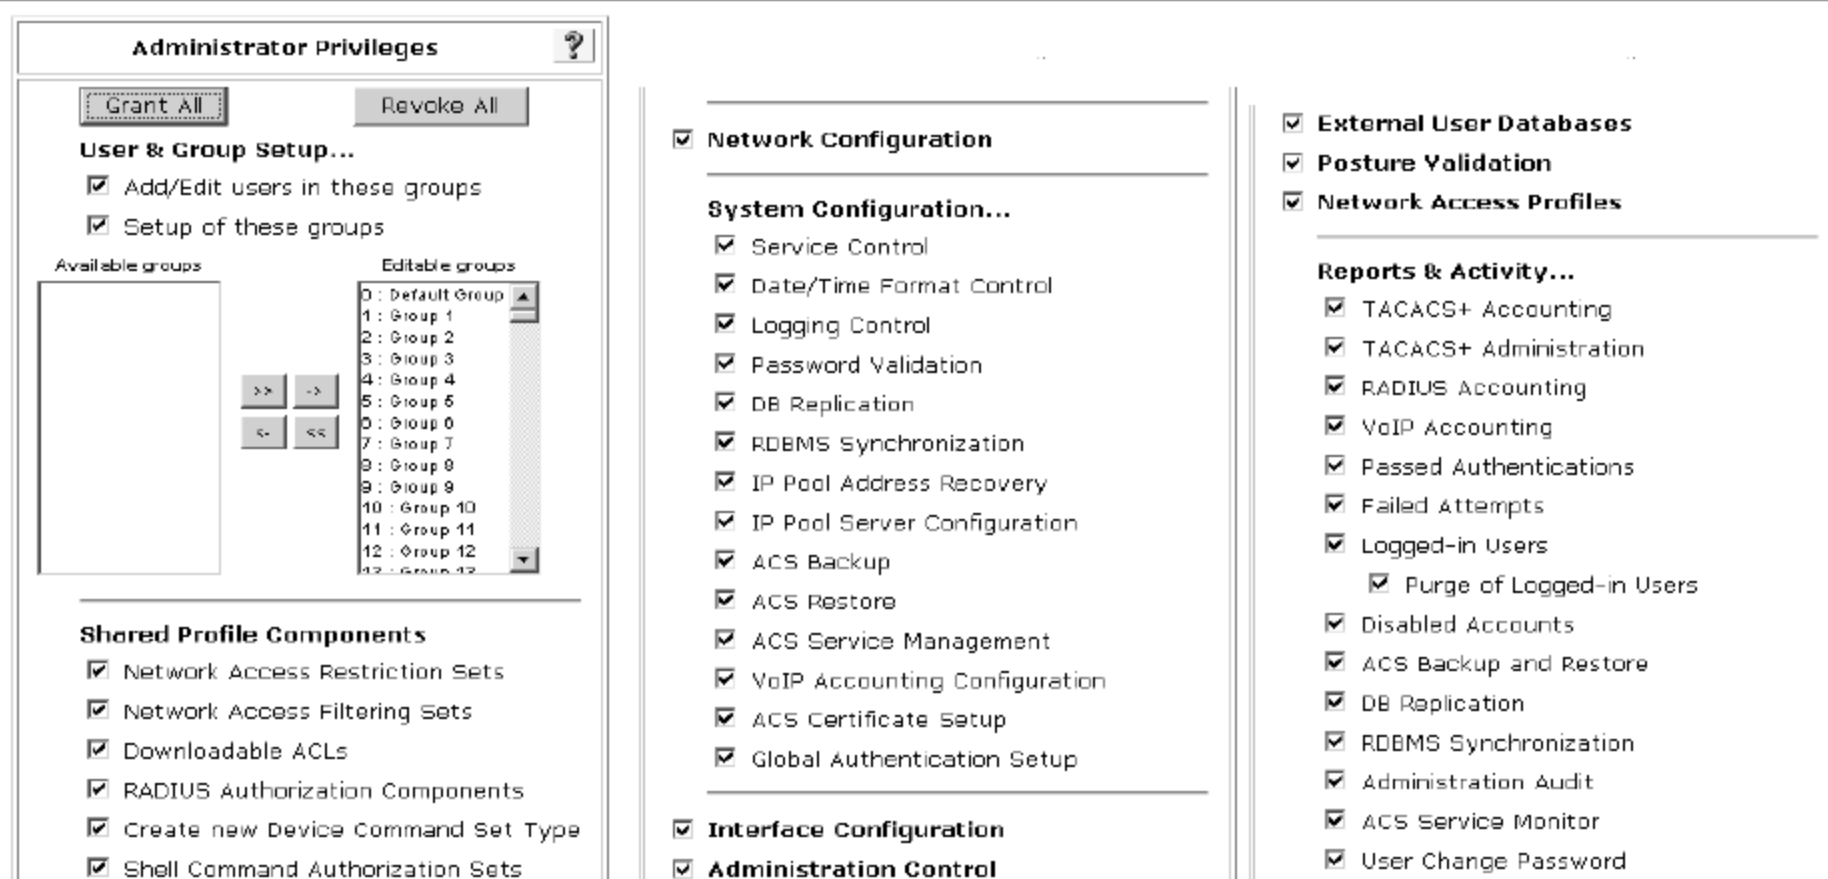 Administrator Privileges
?
Grant All
Revoke All
User & Group Setup...
Add/Edit users in these groups
Setup of these groups
Available groups
Editable groups
0 : Default Group
1 : Group 1
2 : Group 2
3 : Group 3
4 : Group 4
5 : Group 5
6 : Group 6
7 : Group 7
8 : Group 8
9 : Group 9
10 : Group 10
11 : Group 11
12 : Group 12
13 : Group 13
>>
->
<-
<<
Shared Profile Components
Network Access Restriction Sets
Network Access Filtering Sets
Downloadable ACLs
RADIUS Authorization Components
Create new Device Command Set Type
Shell Command Authorization Sets
Network Configuration
System Configuration...
Service Control
Date/Time Format Control
Logging Control
Password Validation
DB Replication
RDBMS Synchronization
IP Pool Address Recovery
IP Pool Server Configuration
ACS Backup
ACS Restore
ACS Service Management
VoIP Accounting Configuration
ACS Certificate Setup
Global Authentication Setup
Interface Configuration
Administration Control
External User Databases
Posture Validation
Network Access Profiles
Reports & Activity...
TACACS+ Accounting
TACACS+ Administration
RADIUS Accounting
VoIP Accounting
Passed Authentications
Failed Attempts
Logged-in Users
Purge of Logged-in Users
Disabled Accounts
ACS Backup and Restore
DB Replication
RDBMS Synchronization
Administration Audit
ACS Service Monitor
User Change Password